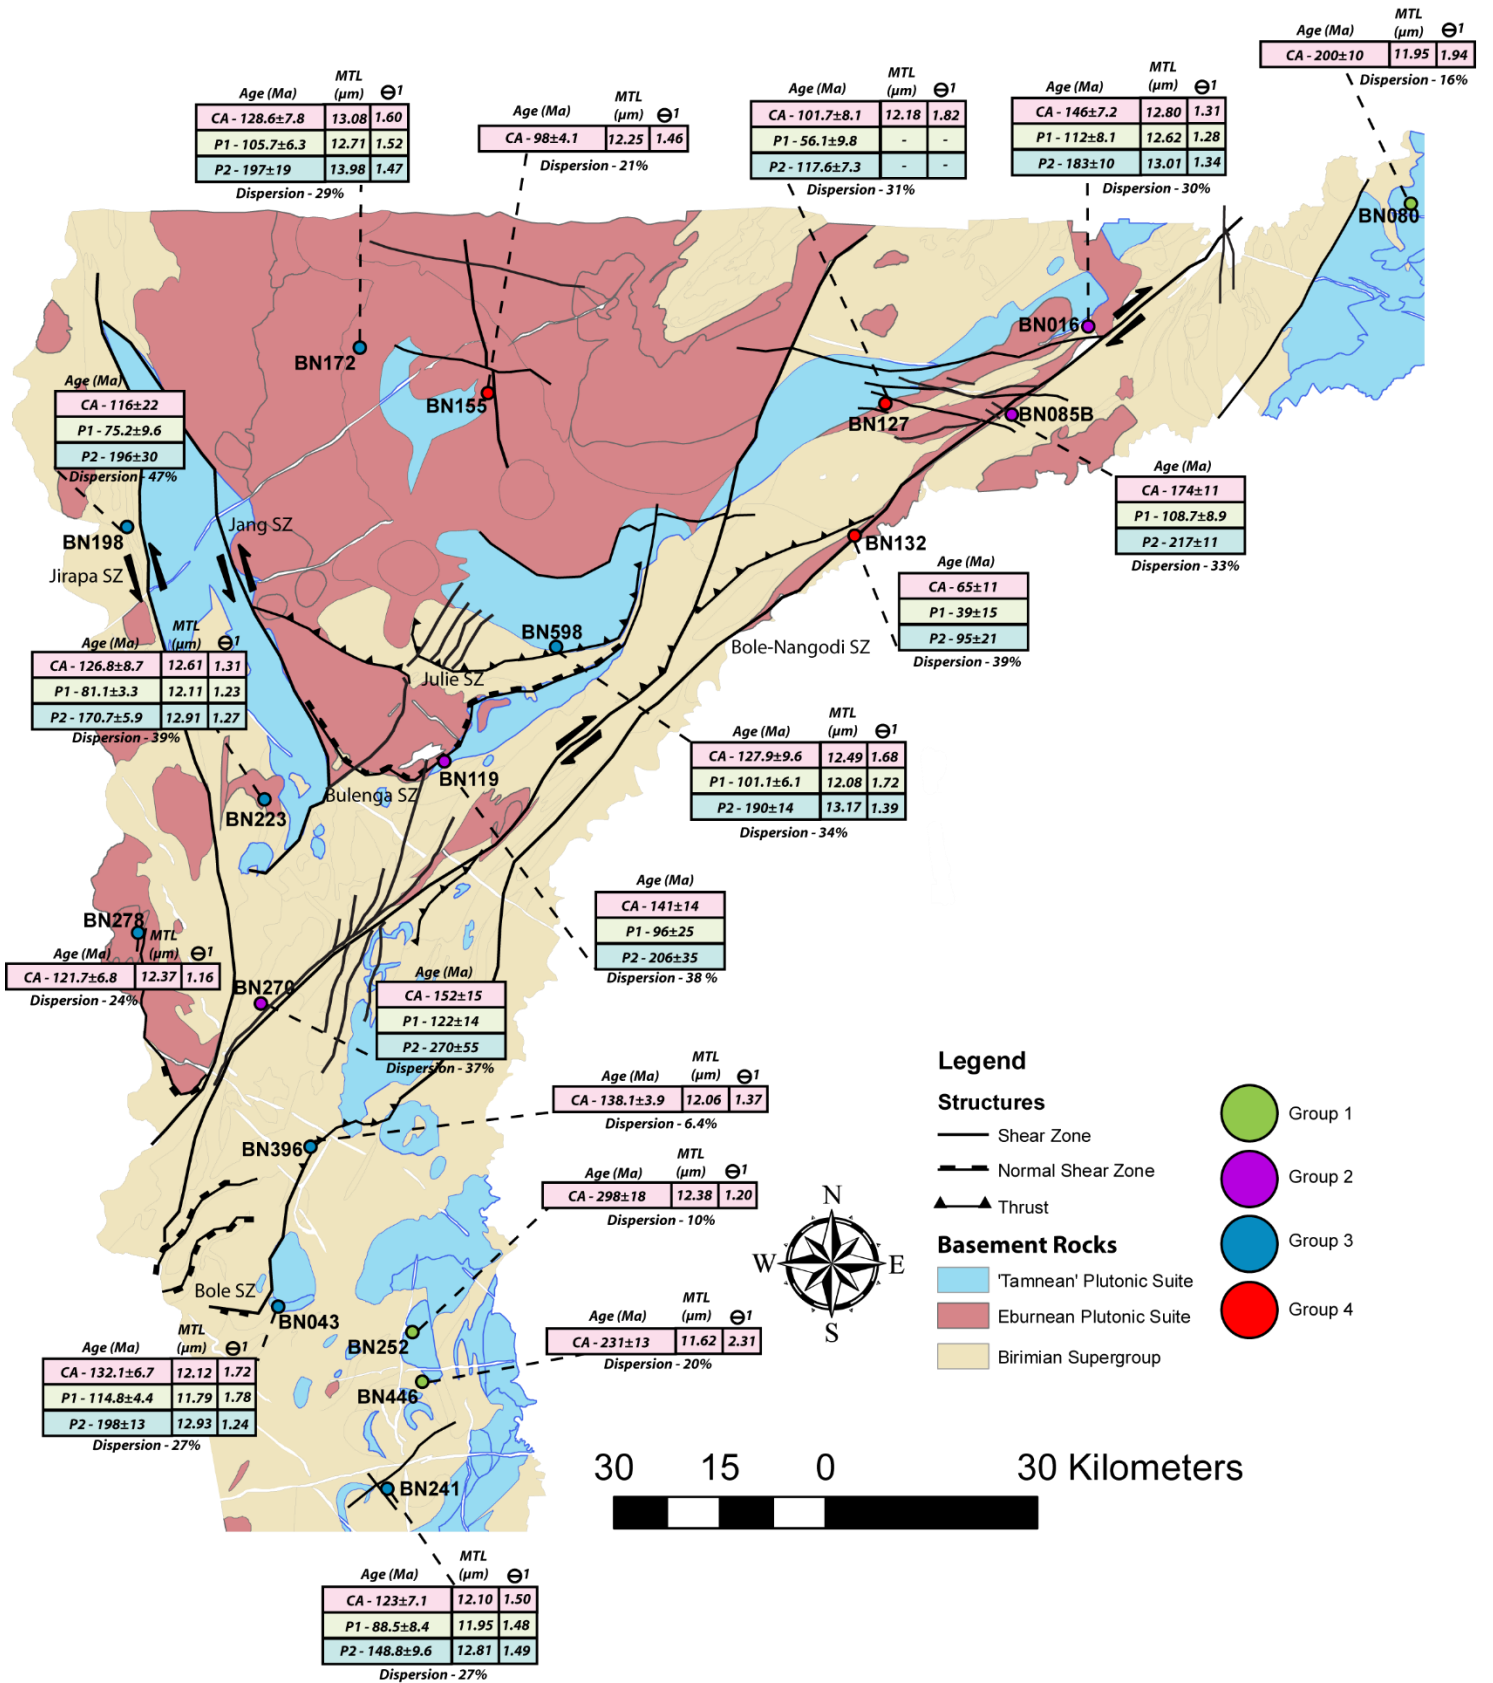 Age (Ma) MTL (µm) ϴ1
CA - 200±10 11.95 1.94
Dispersion - 16%
BN080
Age (Ma) MTL (µm) ϴ1
CA - 128.6±7.8 13.08 1.60
P1 - 105.7±6.3 12.71 1.52
P2 - 197±19 13.98 1.47
Dispersion - 29%
BN172
Age (Ma) MTL (µm) ϴ1
CA - 98±4.1 12.25 1.46
Dispersion - 21%
BN155
Age (Ma) MTL (µm) ϴ1
CA - 101.7±8.1 12.18 1.82
P1 - 56.1±9.8 - -
P2 - 117.6±7.3 - -
Dispersion - 31%
BN127
Age (Ma) MTL (µm) ϴ1
CA - 146±7.2 12.80 1.31
P1 - 112±8.1 12.62 1.28
P2 - 183±10 13.01 1.34
Dispersion - 30%
BN016
BN085B
Age (Ma)
CA - 174±11
P1 - 108.7±8.9
P2 - 217±11
Dispersion - 33%
Age (Ma)
CA - 116±22
P1 - 75.2±9.6
P2 - 196±30
Dispersion - 47%
BN198
Jang SZ
Jirapa SZ
BN132
Age (Ma)
CA - 65±11
P1 - 39±15
P2 - 95±21
Dispersion - 39%
Bole-Nangodi SZ
BN598
Julie SZ
Age (Ma) MTL (µm) ϴ1
CA - 126.8±8.7 12.61 1.31
P1 - 81.1±3.3 12.11 1.23
P2 - 170.7±5.9 12.91 1.27
Dispersion - 39%
BN223
Age (Ma) MTL (µm) ϴ1
CA - 127.9±9.6 12.49 1.68
P1 - 101.1±6.1 12.08 1.72
P2 - 190±14 13.17 1.39
Dispersion - 34%
BN119
Bulenga SZ
Age (Ma)
CA - 141±14
P1 - 96±25
P2 - 206±35
Dispersion - 38 %
BN278
Age (Ma) MTL (µm) ϴ1
CA - 121.7±6.8 12.37 1.16
Dispersion - 24%
BN270
Age (Ma)
CA - 152±15
P1 - 122±14
P2 - 270±55
Dispersion - 37%
Age (Ma) MTL (µm) ϴ1
CA - 138.1±3.9 12.06 1.37
Dispersion - 6.4%
BN396
Age (Ma) MTL (µm) ϴ1
CA - 298±18 12.38 1.20
Dispersion - 10%
BN252
Bole SZ
BN043
Age (Ma) MTL (µm) ϴ1
CA - 132.1±6.7 12.12 1.72
P1 - 114.8±4.4 11.79 1.78
P2 - 198±13 12.93 1.24
Dispersion - 27%
Age (Ma) MTL (µm) ϴ1
CA - 231±13 11.62 2.31
Dispersion - 20%
BN446
BN241
Age (Ma) MTL (µm) ϴ1
CA - 123±7.1 12.10 1.50
P1 - 88.5±8.4 11.95 1.48
P2 - 148.8±9.6 12.81 1.49
Dispersion - 27%
N
W E
S
Legend
Structures
Shear Zone
Normal Shear Zone
Thrust
Basement Rocks
'Tamnean' Plutonic Suite
Eburnean Plutonic Suite
Birimian Supergroup
Group 1
Group 2
Group 3
Group 4
30 15 0 30 Kilometers